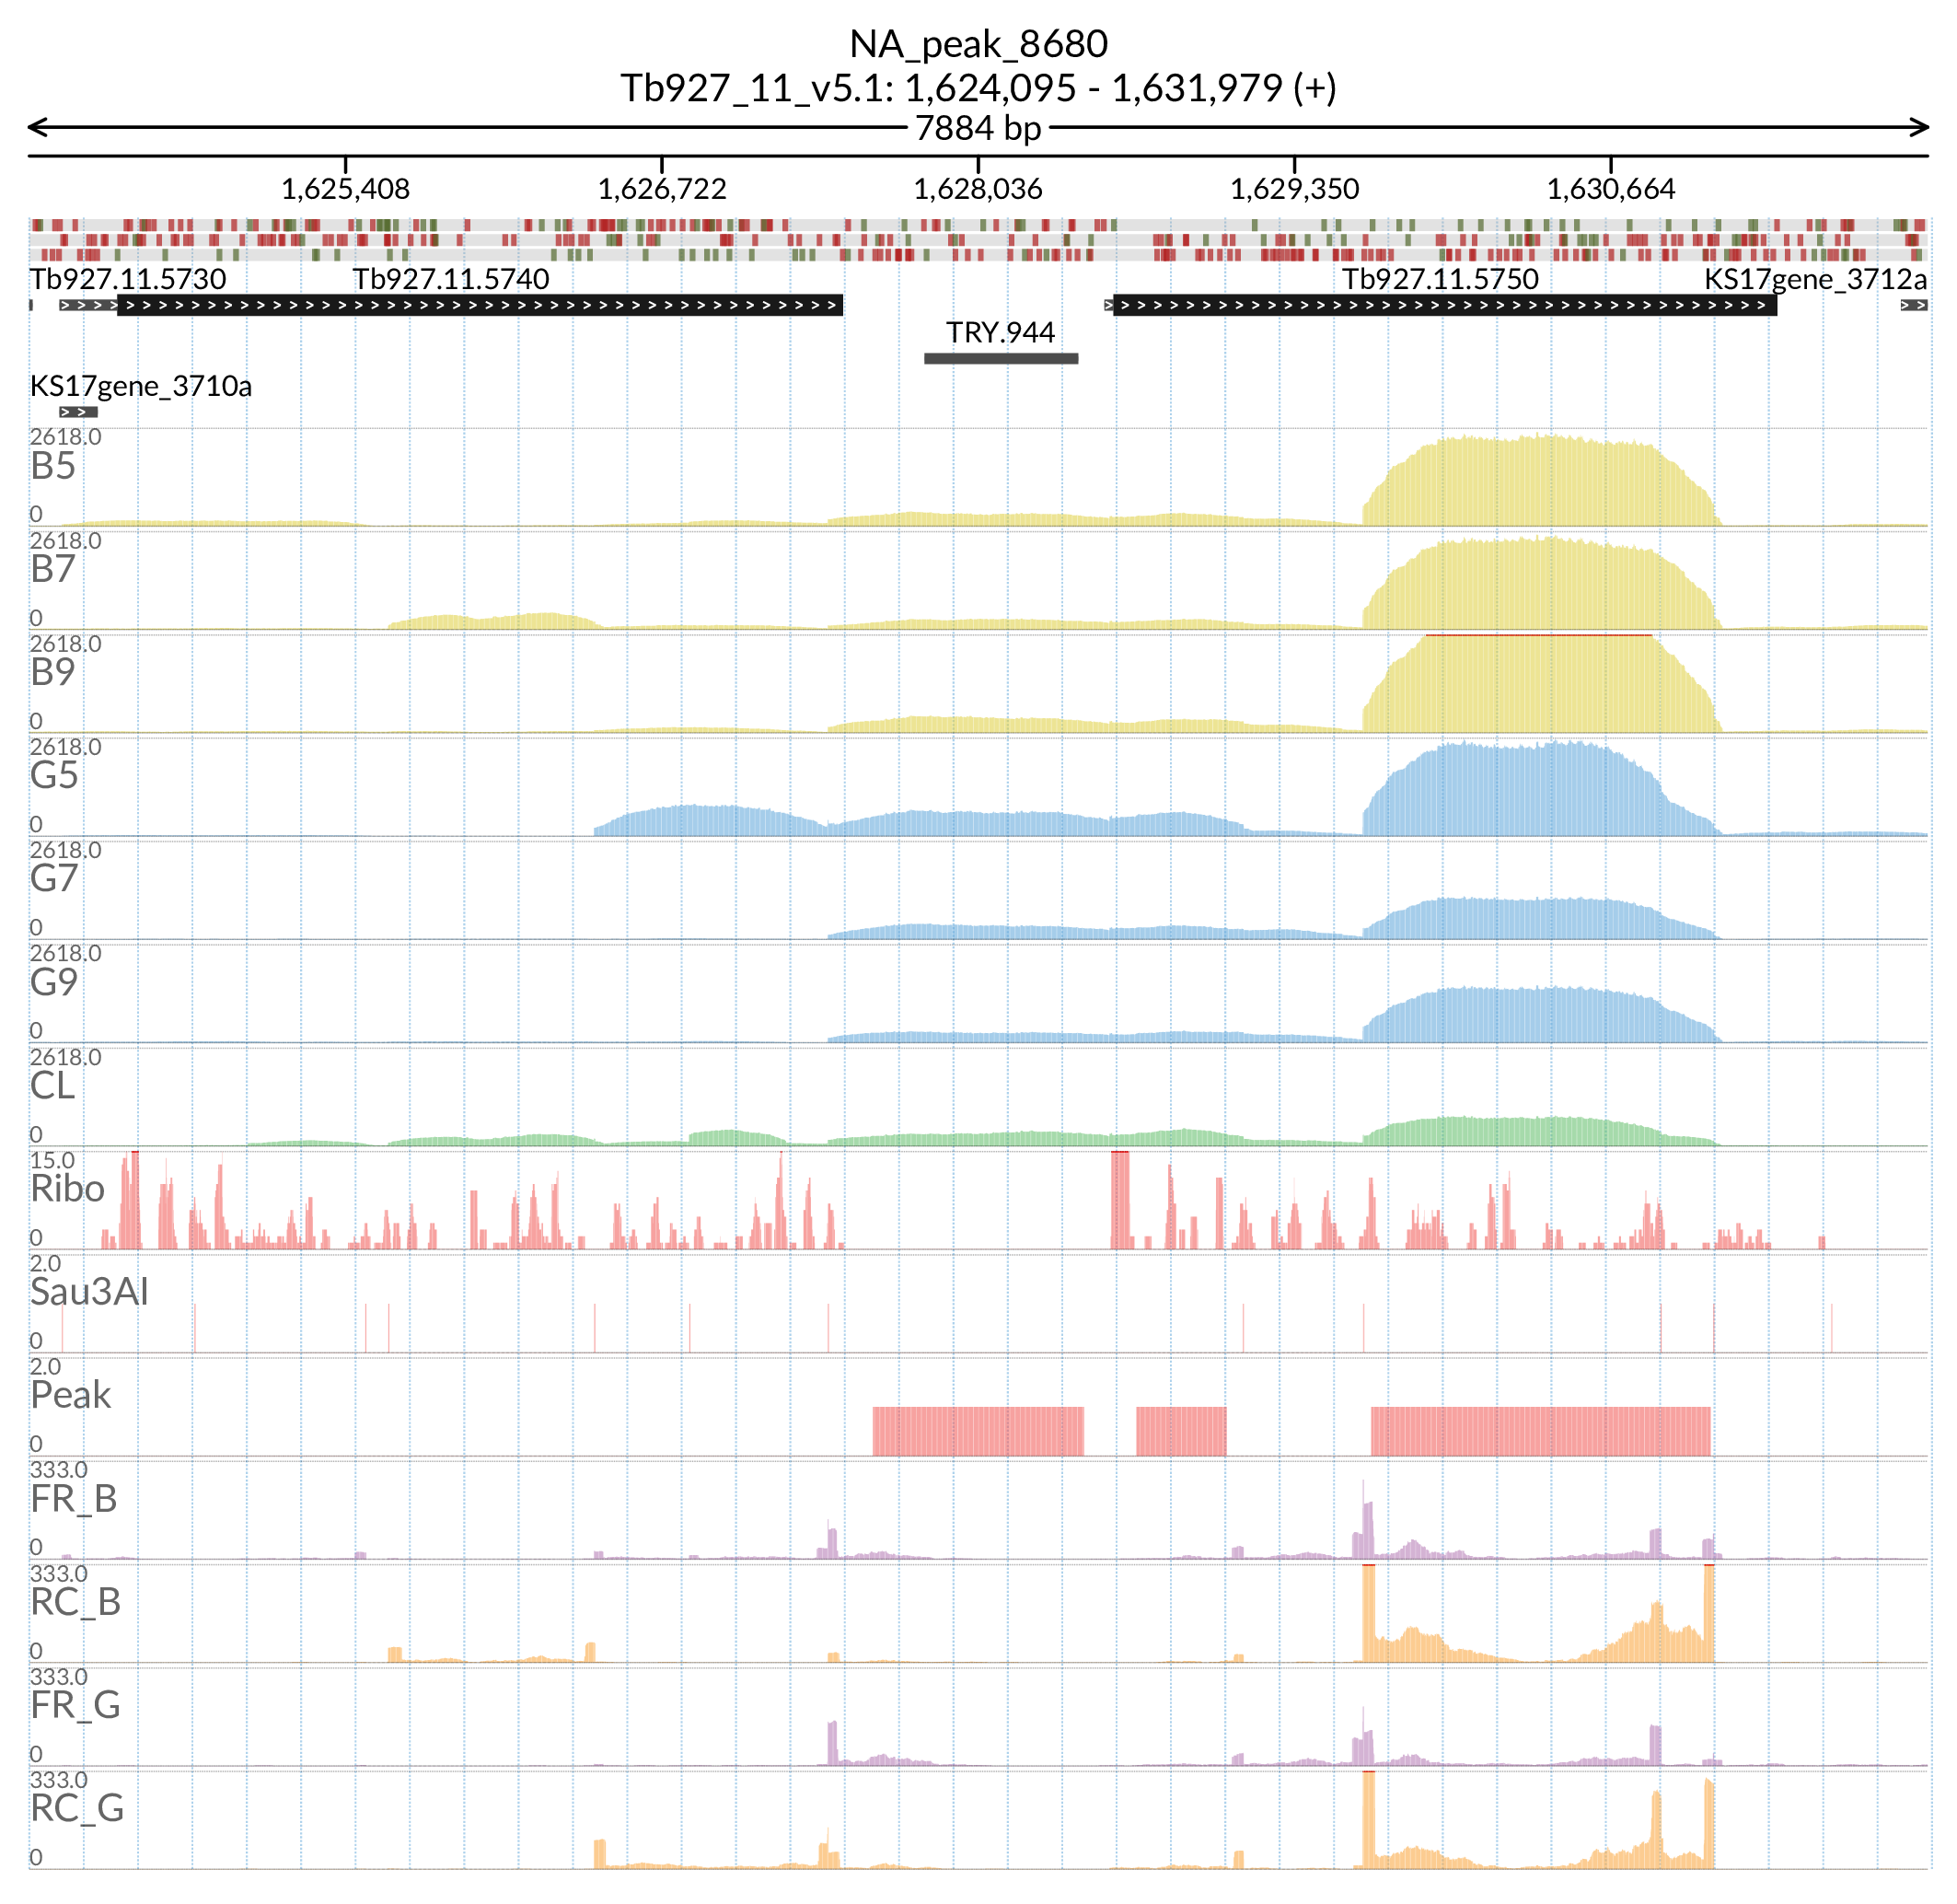 NA_peak_8680
Tb927_11_v5.1: 1,624,095 - 1,631,979 (+)
7884 bp
1,625,408 1,626,722 1,628,036 1,629,350 1,630,664
Tb927.11.5730 Tb927.11.5740 Tb927.11.5750 KS17gene_3712a
TRY.944
KS17gene_3710a
2618.0
B5
0
2618.0
B7
0
2618.0
B9
0
2618.0
G5
0
2618.0
G7
0
2618.0
G9
0
2618.0
CL
0
15.0
Ribo
0
2.0
Sau3AI
0
2.0
Peak
0
333.0
FR_B
0
333.0
RC_B
0
333.0
FR_G
0
333.0
RC_G
0